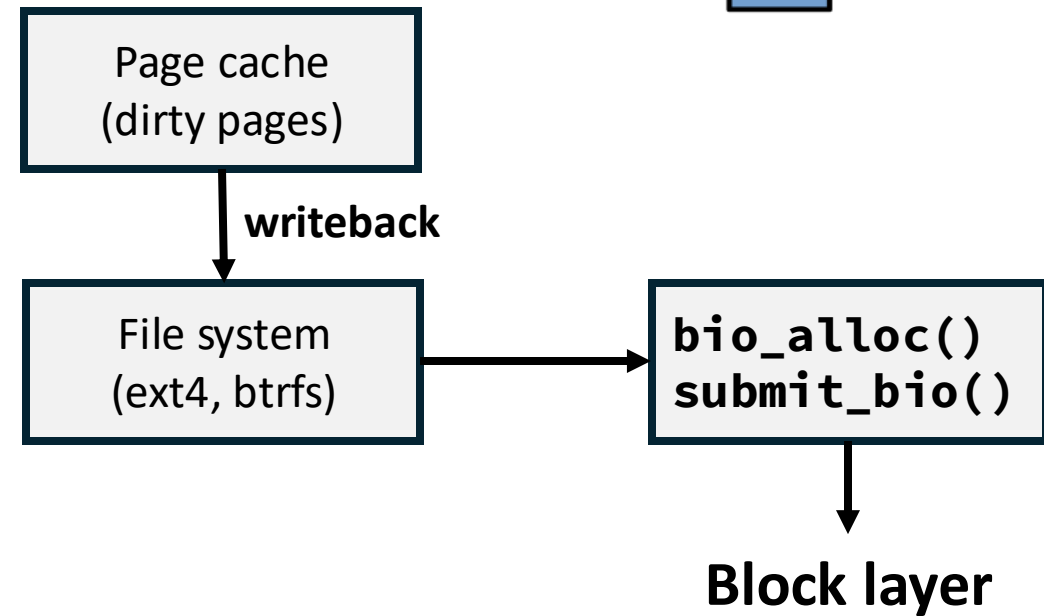 Page cache
(dirty pages)
writeback
File system
(ext4, btrfs)
bio_alloc()
submit_bio()
Block layer